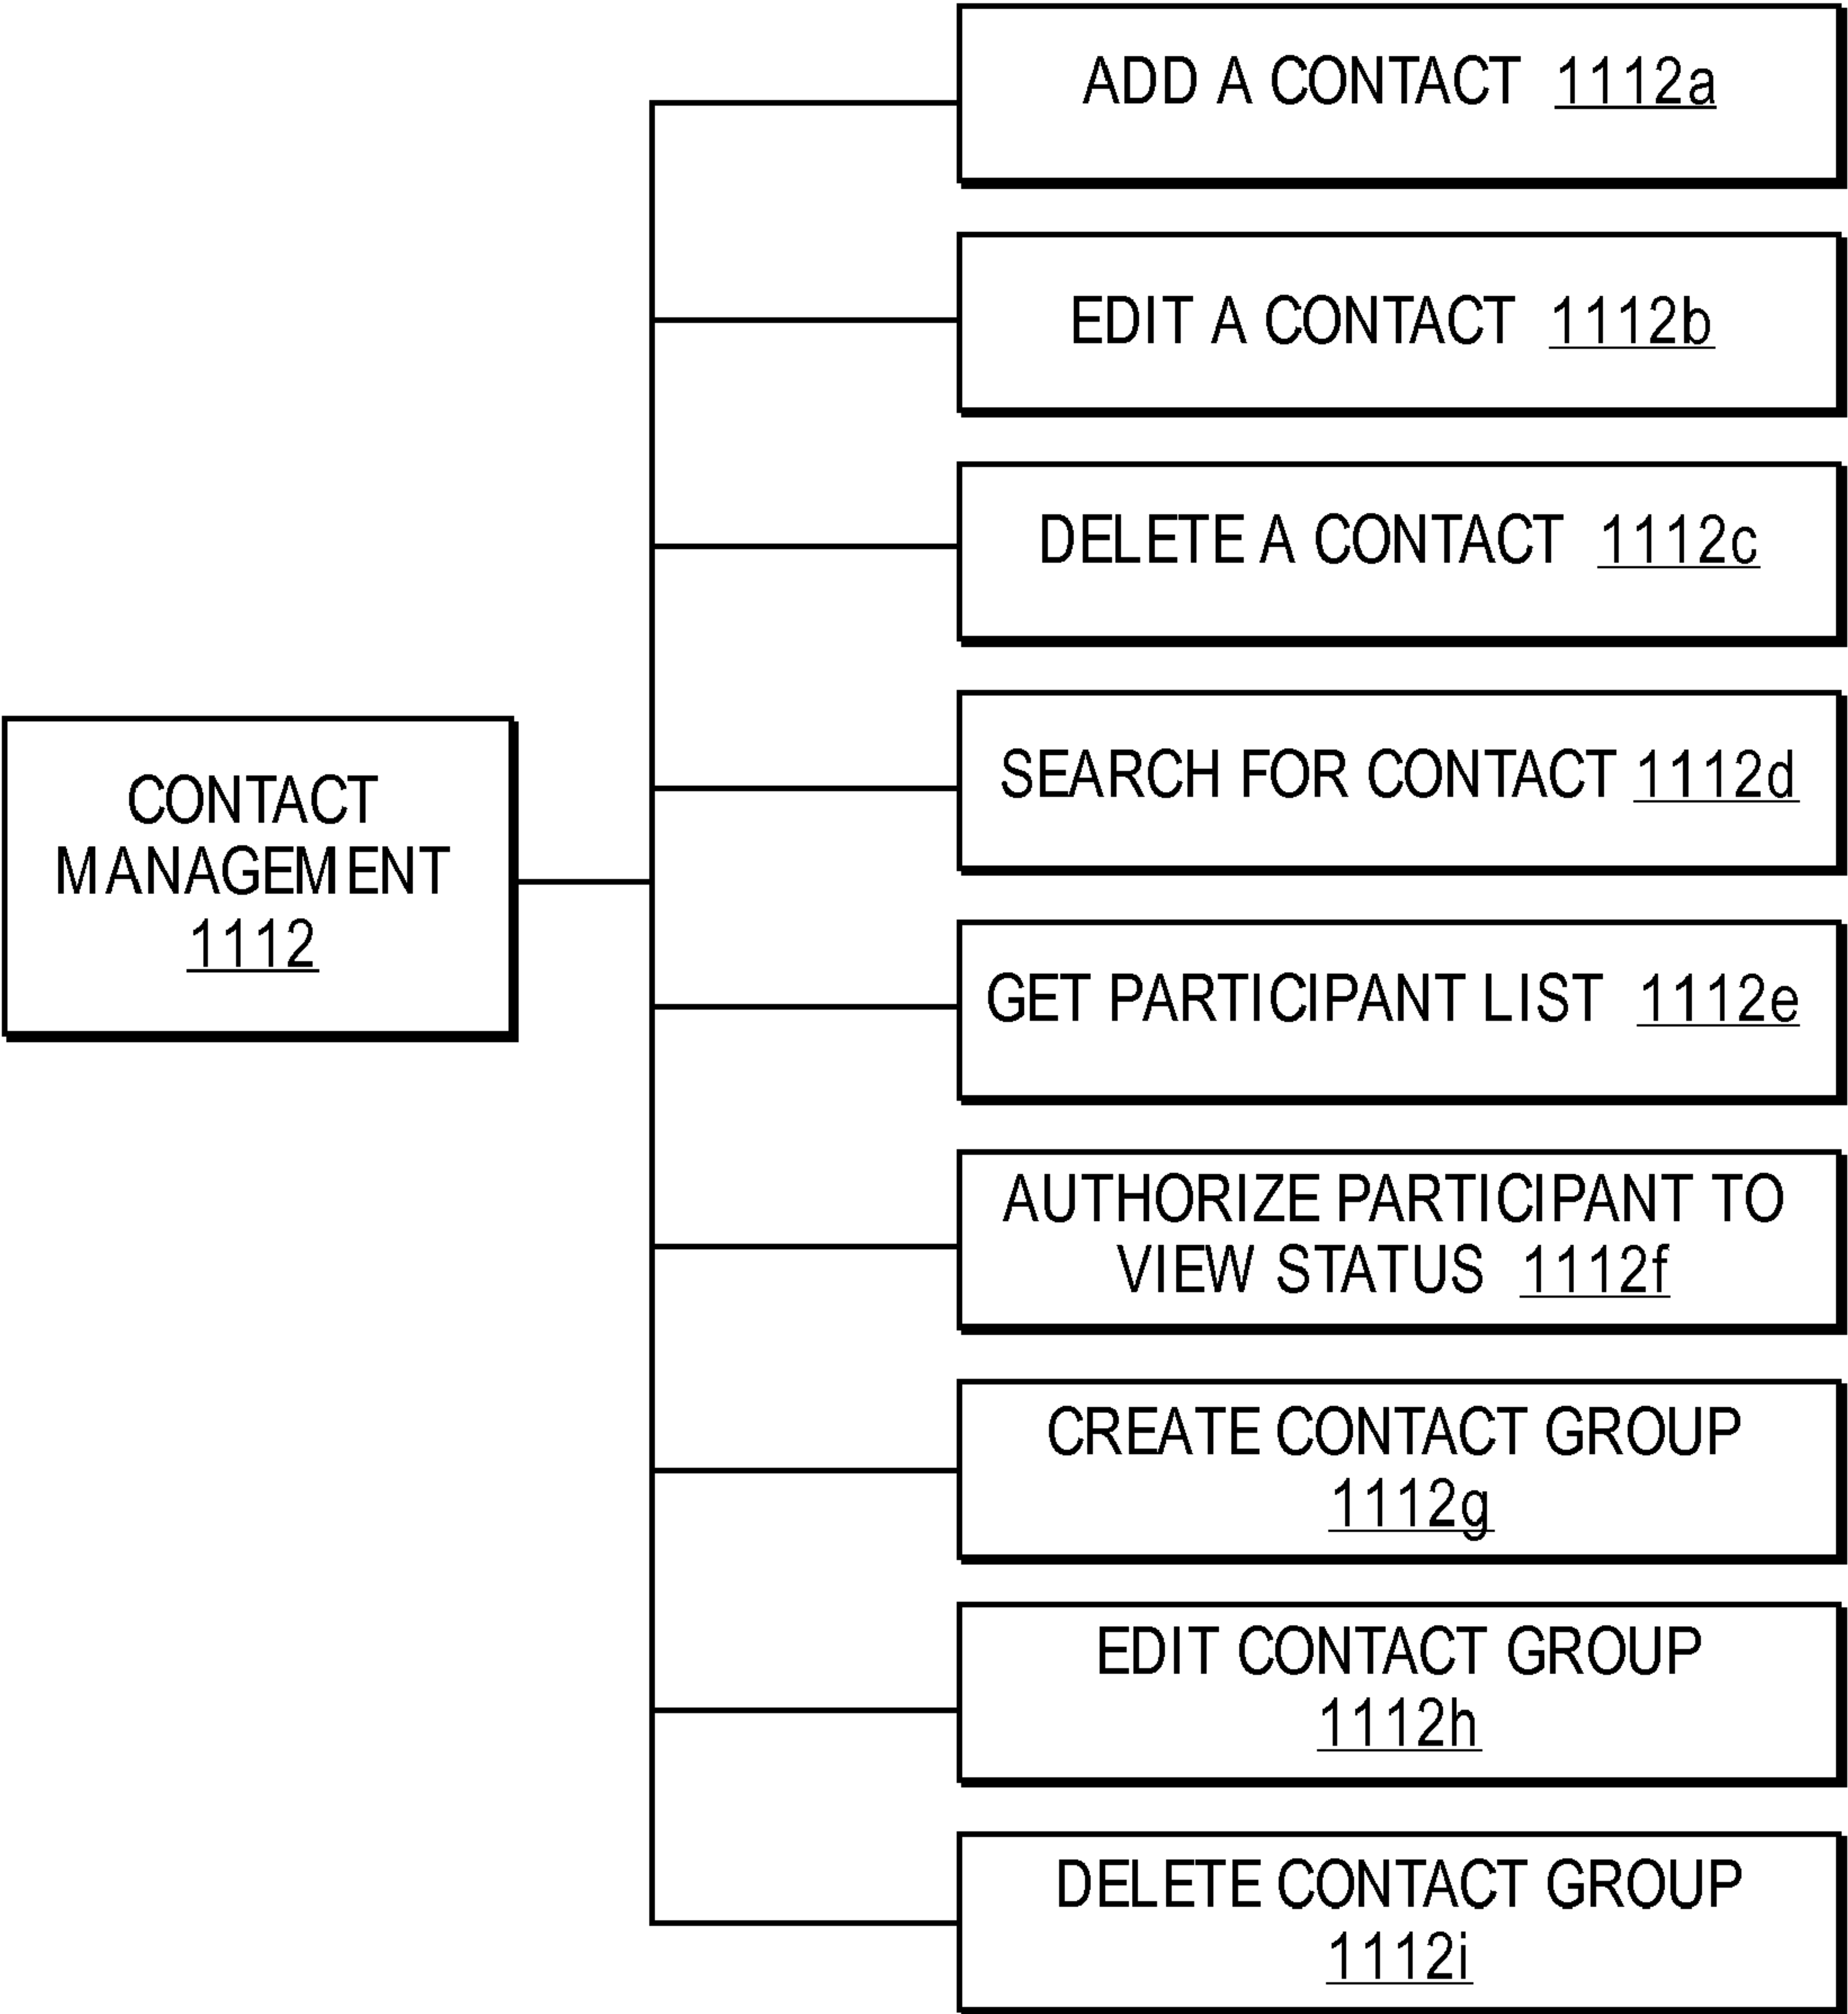 ADD A CONTACT 1112a
EDIT A CONTACT 1112b
DELETE A CONTACT 1112c
SEARCH FOR CONTACT 1112d
CONTACT
MANAGEMENT
1112
GET PARTICIPANT LIST 1112e
AUTHORIZE PARTICIPANT TO
VIEW STATUS 1112f
CREATE CONTACT GROUP
1112g
EDIT CONTACT GROUP
1112h
DELETE CONTACT GROUP
1112i